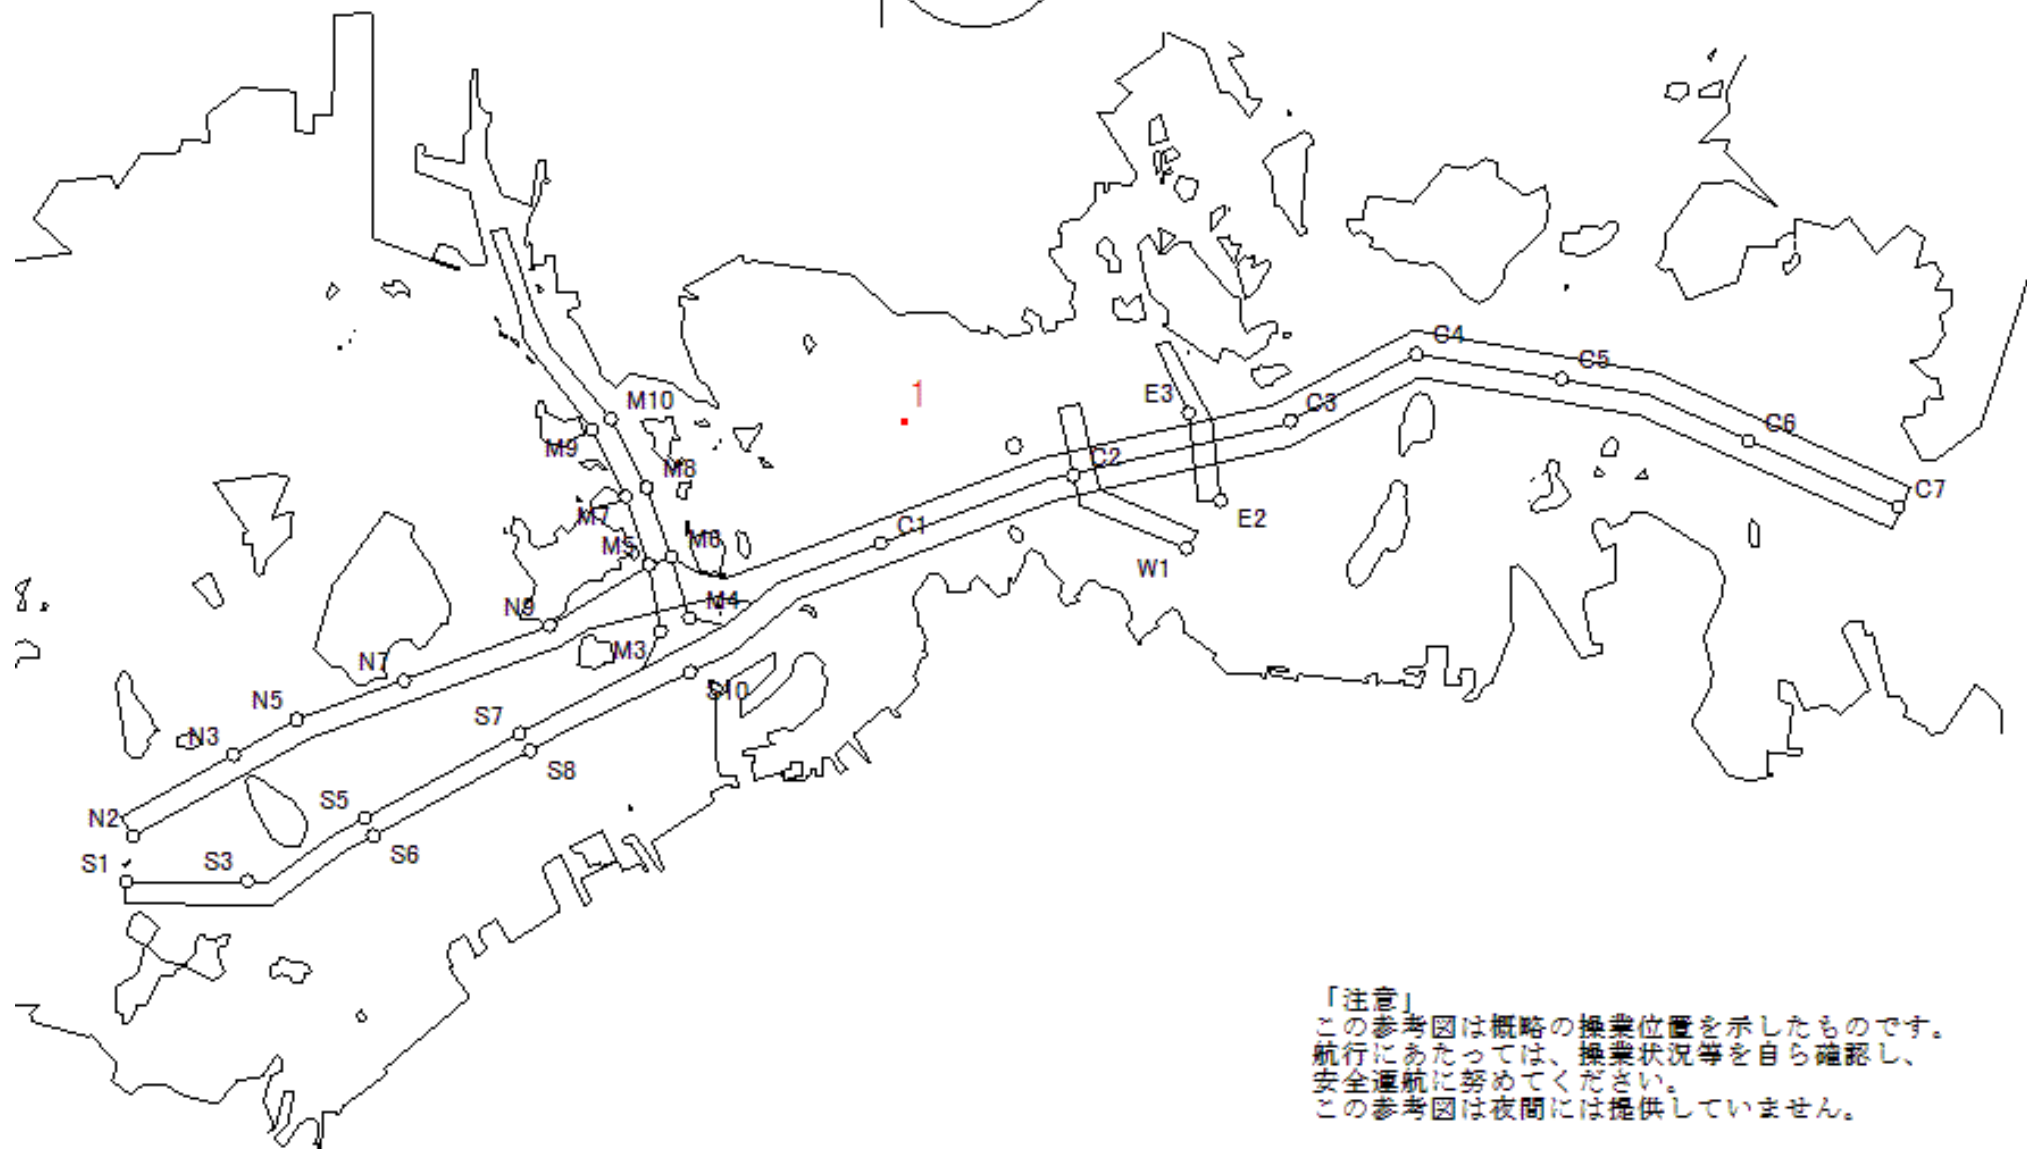 1
C4
C5
M10
E3
C3
M9
C6
C2
M8
C7
M7
E2
C1
M5
M6
W1
N9
M4
M3
N7
S10
N5
S7
N3
S8
S5
N2
S6
S1
S3
「注意」
この参考図は概略の操業位置を示したものです。
航行にあたっては、操業状況等を自ら確認し、
安全運航に努めてください。
この参考図は夜間には提供していません。